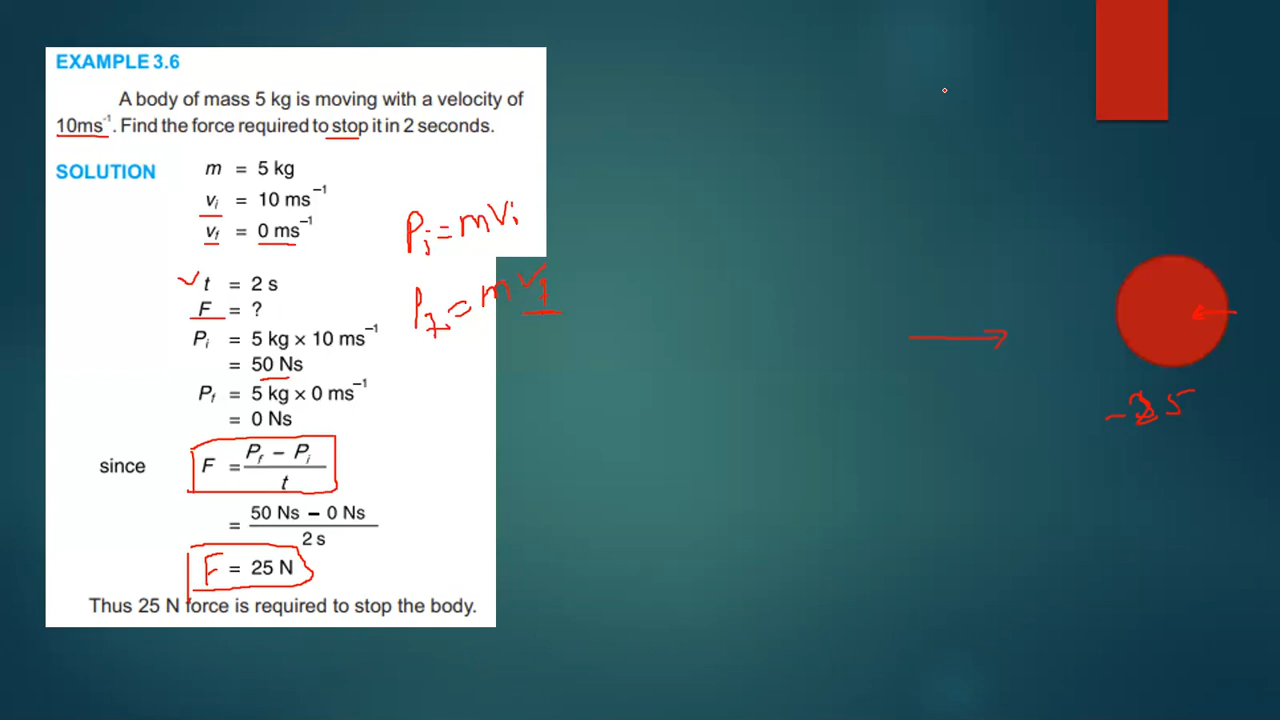 EXAMPLE 3.6
A body of mass 5 kg is moving with a velocity of
10ms⁻¹. Find the force required to stop it in 2 seconds.
SOLUTION m = 5 kg
vᵢ = 10 ms⁻¹
v_f = 0 ms⁻¹
Pᵢ = mVᵢ
t = 2 s
P_f = m v_f
F = ?
Pᵢ = 5 kg × 10 ms⁻¹
= 50 Ns
P_f = 5 kg × 0 ms⁻¹
= 0 Ns
since F = (P_f − Pᵢ) / t
= (50 Ns − 0 Ns) / 2 s
F = 25 N
Thus 25 N force is required to stop the body.
-25